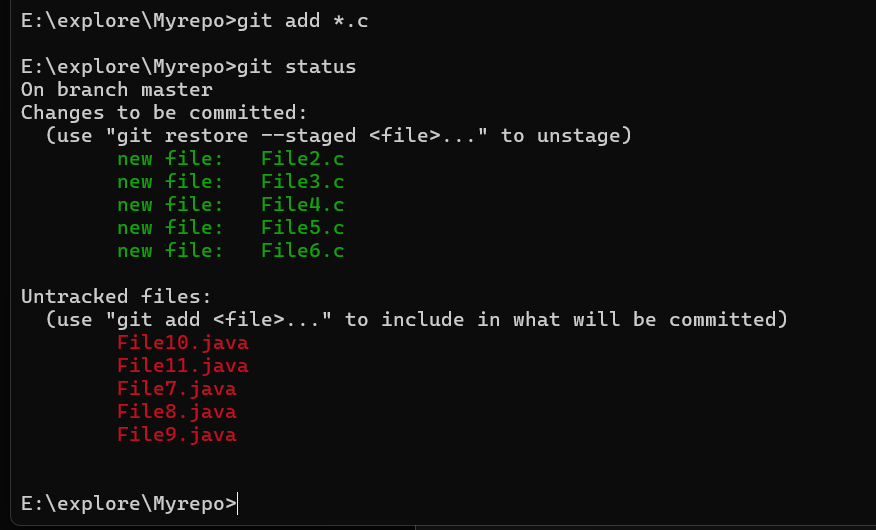 E:\explore\Myrepo>git add *.c
E:\explore\Myrepo>git status
On branch master
Changes to be committed:
  (use "git restore --staged <file>..." to unstage)
        new file:   File2.c
        new file:   File3.c
        new file:   File4.c
        new file:   File5.c
        new file:   File6.c
Untracked files:
  (use "git add <file>..." to include in what will be committed)
        File10.java
        File11.java
        File7.java
        File8.java
        File9.java
E:\explore\Myrepo>